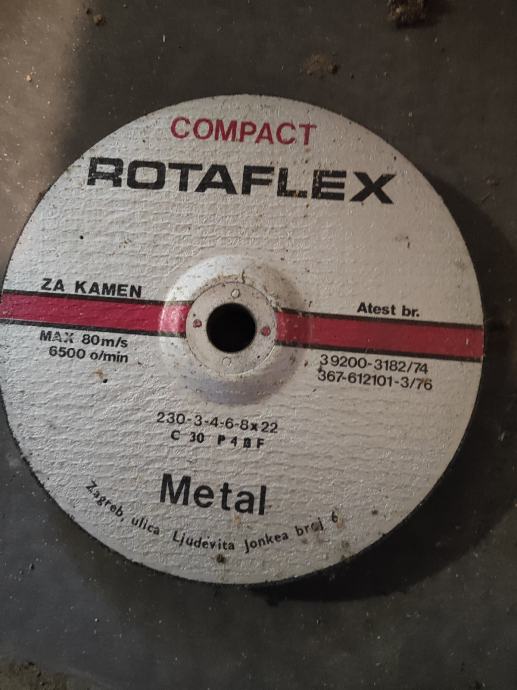 COMPACT
ROTAFLEX
ZA KAMEN
MAX 80m/s
6500 o/min
Atest br.
39200-3182/74
367-612101-3/76
230-3-4-6-8x22
C 30 P 4 B F
Metal
Zagreb, ulica Ljudevita Jonkea broj 6